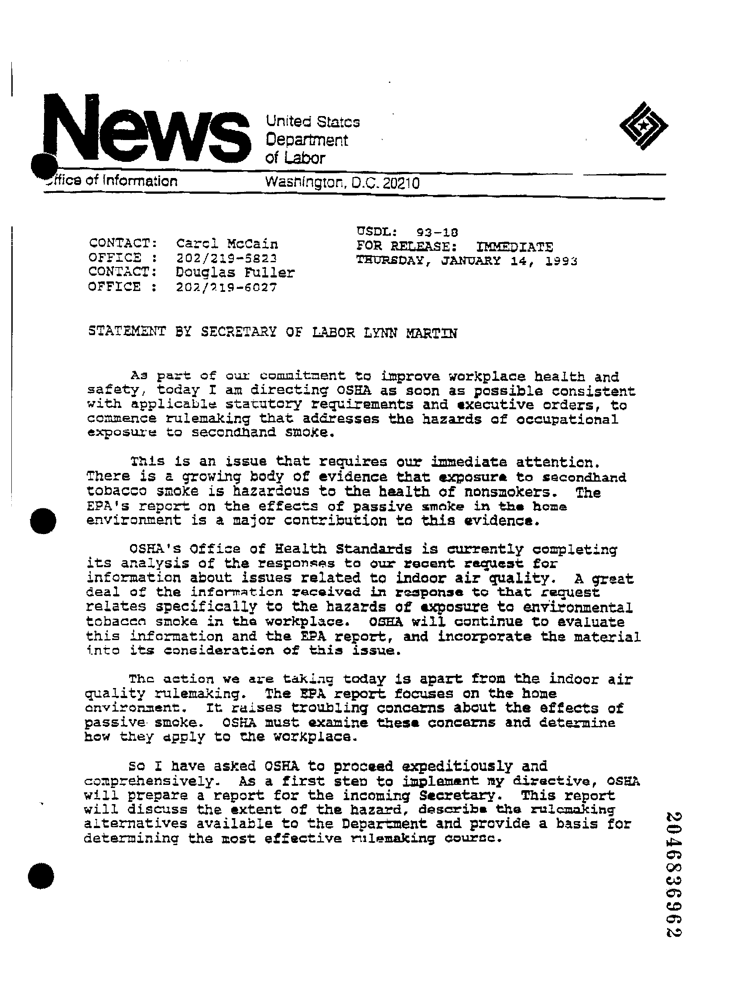 News
United States
Department
of Labor
Office of Information Washington, D.C. 20210
USDL: 93-18
CONTACT: Carol McCain FOR RELEASE: IMMEDIATE
OFFICE : 202/219-5823 THURSDAY, JANUARY 14, 1993
CONTACT: Douglas Fuller
OFFICE : 202/219-6027
STATEMENT BY SECRETARY OF LABOR LYNN MARTIN
As part of our commitment to improve workplace health and
safety, today I am directing OSHA as soon as possible consistent
with applicable statutory requirements and executive orders, to
commence rulemaking that addresses the hazards of occupational
exposure to secondhand smoke.
This is an issue that requires our immediate attention.
There is a growing body of evidence that exposure to secondhand
tobacco smoke is hazardous to the health of nonsmokers. The
EPA's report on the effects of passive smoke in the home
environment is a major contribution to this evidence.
OSHA's Office of Health Standards is currently completing
its analysis of the responses to our recent request for
information about issues related to indoor air quality. A great
deal of the information received in response to that request
relates specifically to the hazards of exposure to environmental
tobacco smoke in the workplace. OSHA will continue to evaluate
this information and the EPA report, and incorporate the material
into its consideration of this issue.
The action we are taking today is apart from the indoor air
quality rulemaking. The EPA report focuses on the home
environment. It raises troubling concerns about the effects of
passive smoke. OSHA must examine these concerns and determine
how they apply to the workplace.
So I have asked OSHA to proceed expeditiously and
comprehensively. As a first step to implement my directive, OSHA
will prepare a report for the incoming Secretary. This report
will discuss the extent of the hazard, describe the rulemaking
alternatives available to the Department and provide a basis for
determining the most effective rulemaking course.
2046836962